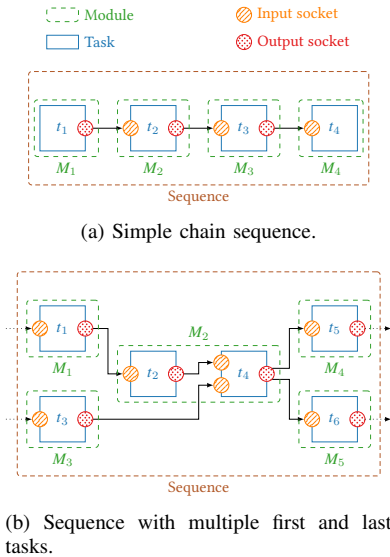 Module
Input socket
Task
Output socket
t₁ t₂ t₃ t₄
M₁ M₂ M₃ M₄
Sequence
(a) Simple chain sequence.
t₁ t₅
M₂
M₁ t₂ t₄ M₄
t₃ t₆
M₃ M₅
Sequence
(b) Sequence with multiple first and last
tasks.